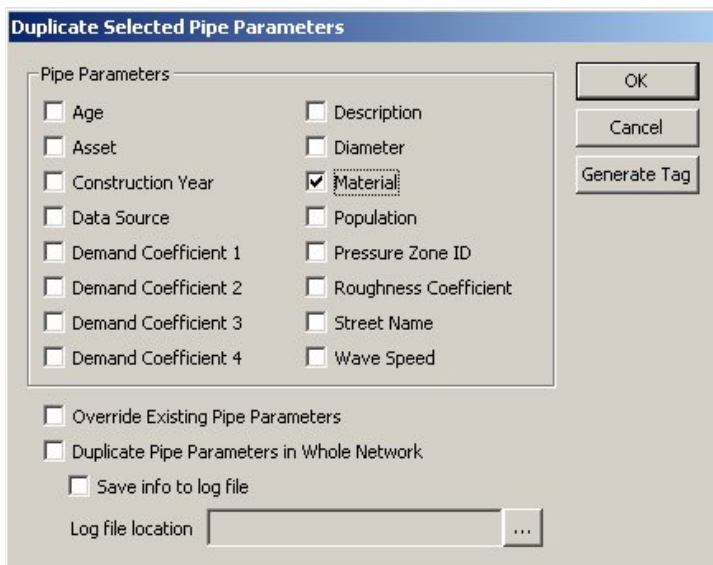 Duplicate Selected Pipe Parameters
Pipe Parameters
Age
Asset
Construction Year
Data Source
Demand Coefficient 1
Demand Coefficient 2
Demand Coefficient 3
Demand Coefficient 4
Description
Diameter
Material
Population
Pressure Zone ID
Roughness Coefficient
Street Name
Wave Speed
OK
Cancel
Generate Tag
Override Existing Pipe Parameters
Duplicate Pipe Parameters in Whole Network
Save info to log file
Log file location
...